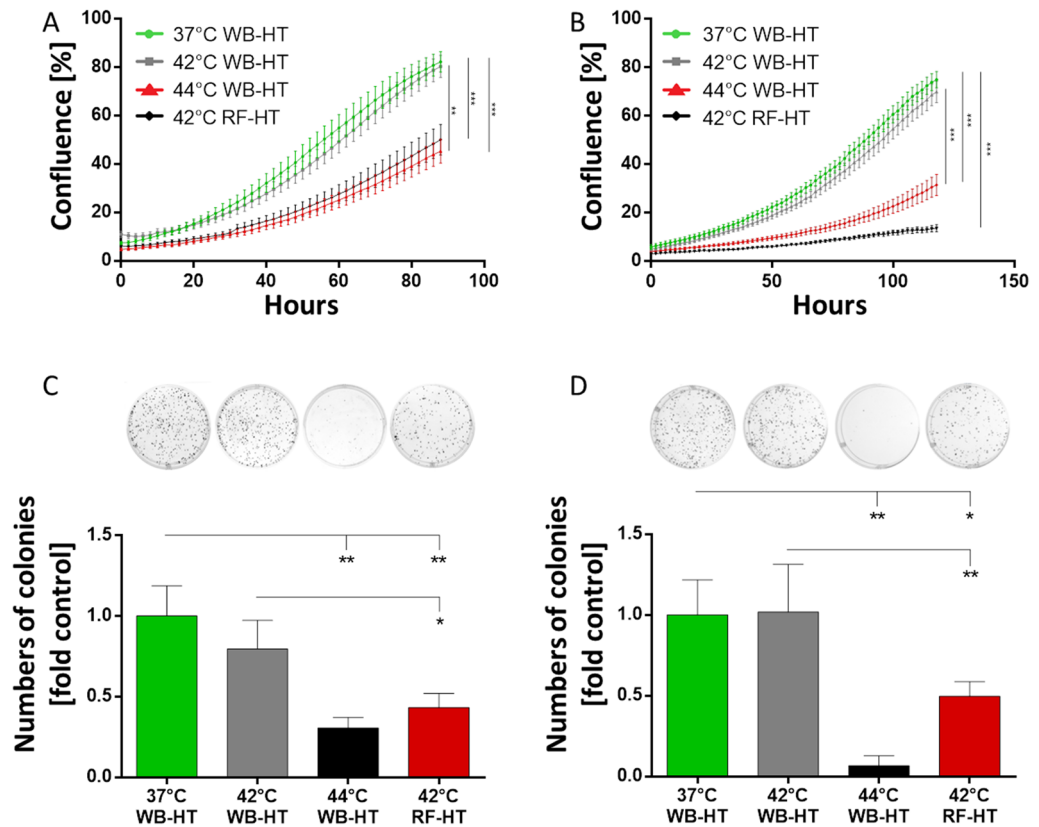 A
100
80
60
40
20
0
Confluence [%]
37°C WB-HT
42°C WB-HT
44°C WB-HT
42°C RF-HT
**
***
***
0
20
40
60
80
100
Hours
B
100
80
60
40
20
0
Confluence [%]
37°C WB-HT
42°C WB-HT
44°C WB-HT
42°C RF-HT
***
***
***
0
50
100
150
Hours
C
Numbers of colonies
[fold control]
1.5
1.0
0.5
0.0
**
**
*
37°C
WB-HT
42°C
WB-HT
44°C
WB-HT
42°C
RF-HT
D
Numbers of colonies
[fold control]
1.5
1.0
0.5
0.0
**
*
**
37°C
WB-HT
42°C
WB-HT
44°C
WB-HT
42°C
RF-HT